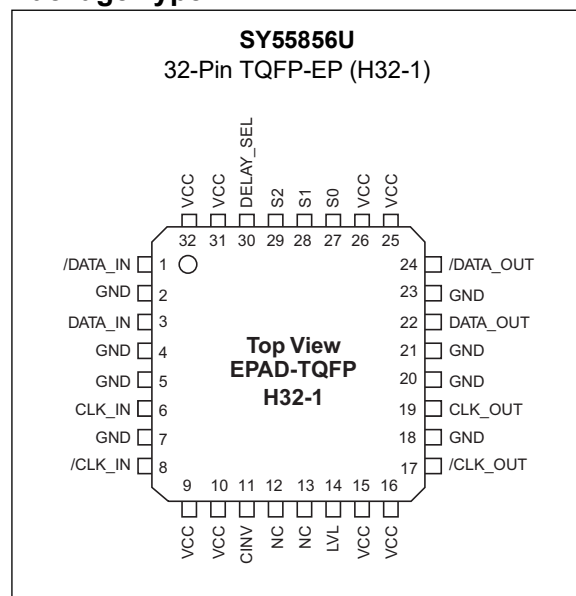 SY55856U
32-Pin TQFP-EP (H32-1)
VCC
VCC
DELAY_SEL
S2
S1
S0
VCC
VCC
32 31 30 29 28 27 26 25
/DATA_IN 1
GND 2
DATA_IN 3
GND 4
GND 5
CLK_IN 6
GND 7
/CLK_IN 8
Top View
EPAD-TQFP
H32-1
24 /DATA_OUT
23 GND
22 DATA_OUT
21 GND
20 GND
19 CLK_OUT
18 GND
17 /CLK_OUT
9 10 11 12 13 14 15 16
VCC
VCC
CINV
NC
NC
LVL
VCC
VCC